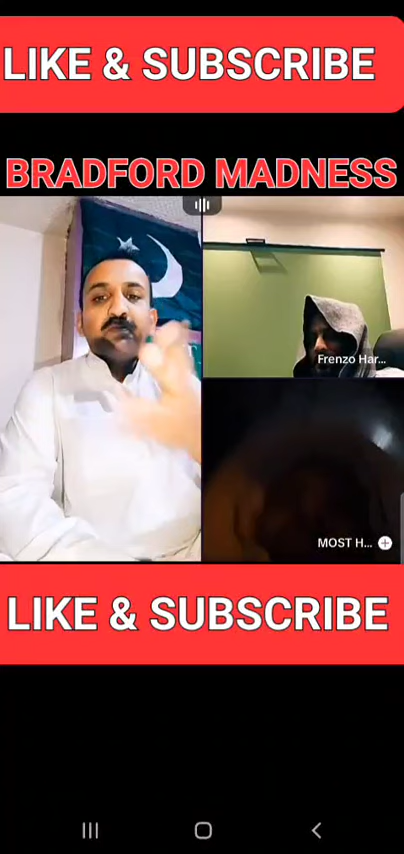 LIKE & SUBSCRIBE
BRADFORD MADNESS
Frenzo Har...
MOST H...
LIKE & SUBSCRIBE